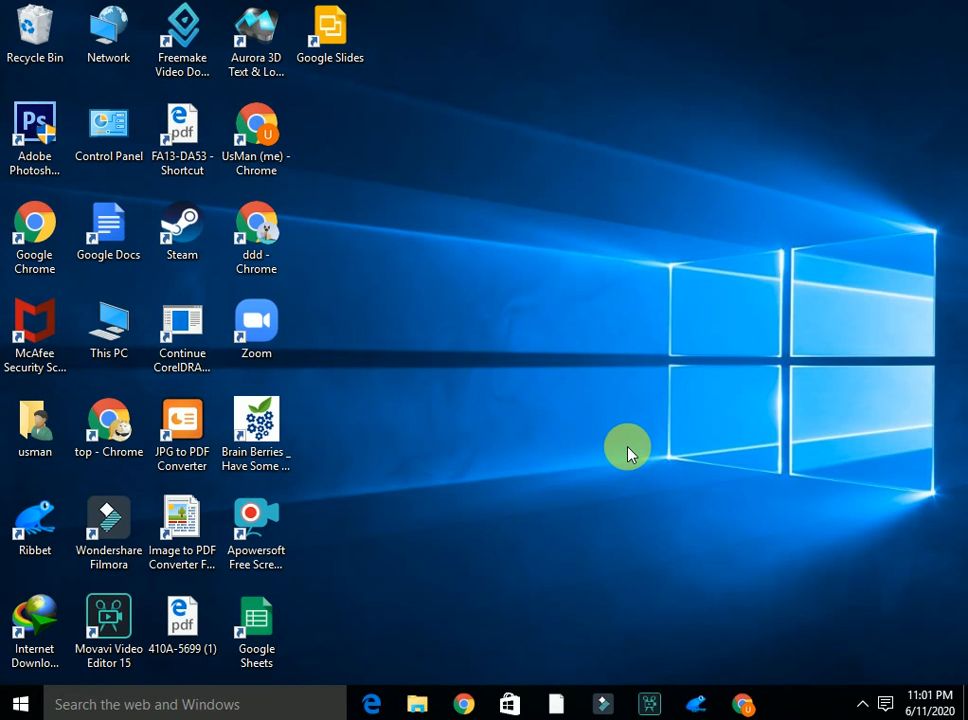 Recycle Bin
Network
Freemake
Video Do...
Aurora 3D
Text & Lo...
Google Slides
Ps
Adobe
Photosh...
Control Panel
pdf
FA13-DA53 -
Shortcut
U
UsMan (me) -
Chrome
Google
Chrome
Google Docs
Steam
ddd -
Chrome
McAfee
Security Sc...
This PC
Continue
CorelDRA...
Zoom
usman
top - Chrome
JPG to PDF
Converter
Brain Berries _
Have Some ...
Ribbet
Wondershare
Filmora
Image to PDF
Converter F...
Apowersoft
Free Scre...
Internet
Downlo...
Movavi Video
Editor 15
pdf
410A-5699 (1)
Google
Sheets
Search the web and Windows
U
11:01 PM
6/11/2020